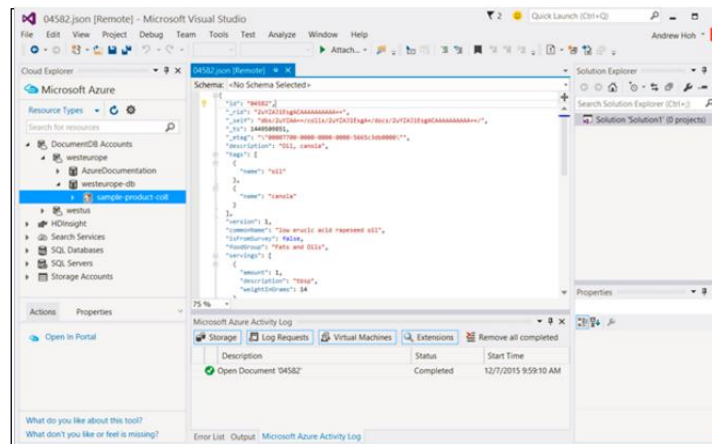 04582.json [Remote] - Microsoft Visual Studio
2
Quick Launch (Ctrl+Q)
File Edit View Project Debug Team Tools Test Analyze Window Help
Andrew Hoh
Attach...
Cloud Explorer
04582.json [Remote]
Solution Explorer
Microsoft Azure
Schema: <No Schema Selected>
Resource Types
Search for resources
Search Solution Explorer (Ctrl+;)
Solution 'Solution1' (0 projects)
DocumentDB Accounts
westeurope
AzureDocumentation
westeurope-db
sample-product-coll
westus
HDInsight
Search Services
SQL Databases
SQL Servers
Storage Accounts
{
"id": "04582",
"_ts": 1449509951,
"description": "Oil, canola",
"tags": [
{
"name": "oil"
},
{
"name": "canola"
}
],
"version": 1,
"commonName": "low erucic acid rapeseed oil",
"isFromSurvey": false,
"foodGroup": "Fats and Oils",
"servings": [
{
"amount": 1,
"description": "tbsp",
"weightInGrams": 14
75 %
Properties
Actions Properties
Open in Portal
Microsoft Azure Activity Log
Storage Log Requests Virtual Machines Extensions Remove all completed
Description Status Start Time
Open Document '04582' Completed 12/7/2015 9:59:10 AM
What do you like about this tool?
What don't you like or feel is missing?
Error List Output Microsoft Azure Activity Log